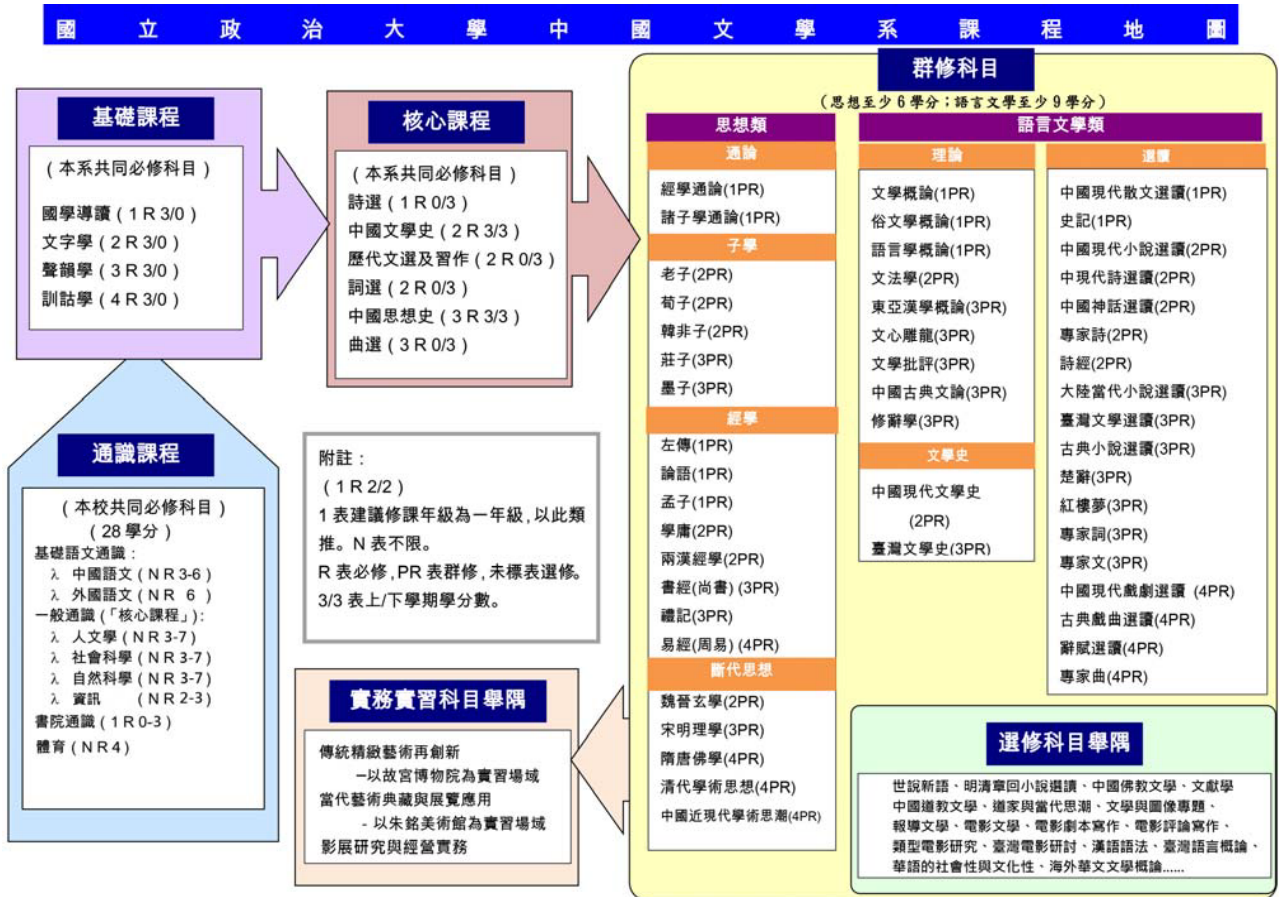 國立政治大學中國文學系課程地圖
基礎課程
(本系共同必修科目)
國學導讀(1 R 3/0)
文字學(2 R 3/0)
聲韻學(3 R 3/0)
訓詁學(4 R 3/0)
核心課程
(本系共同必修科目)
詩選(1 R 0/3)
中國文學史(2 R 3/3)
歷代文選及習作(2 R 0/3)
詞選(2 R 0/3)
中國思想史(3 R 3/3)
曲選(3 R 0/3)
通識課程
(本校共同必修科目)
(28 學分)
基礎語文通識:
λ 中國語文(N R 3-6)
λ 外國語文(N R 6 )
一般通識(「核心課程」):
λ 人文學(N R 3-7)
λ 社會科學(N R 3-7)
λ 自然科學(N R 3-7)
λ 資訊 (N R 2-3)
書院通識(1 R 0-3)
體育(N R 4)
附註:
(1 R 2/2)
1 表建議修課年級為一年級,以此類
推。N 表不限。
R 表必修,PR 表群修,未標表選修。
3/3 表上/下學期學分數。
實務實習科目舉隅
傳統精緻藝術再創新
–以故宮博物院為實習場域
當代藝術典藏與展覽應用
- 以朱銘美術館為實習場域
影展研究與經營實務
群修科目
(思想至少 6 學分;語言文學至少 9 學分)
思想類
通論
經學通論(1PR)
諸子學通論(1PR)
子學
老子(2PR)
荀子(2PR)
韓非子(2PR)
莊子(3PR)
墨子(3PR)
經學
左傳(1PR)
論語(1PR)
孟子(1PR)
學庸(2PR)
兩漢經學(2PR)
書經(尚書) (3PR)
禮記(3PR)
易經(周易) (4PR)
斷代思想
魏晉玄學(2PR)
宋明理學(3PR)
隋唐佛學(4PR)
清代學術思想(4PR)
中國近現代學術思潮(4PR)
語言文學類
理論
文學概論(1PR)
俗文學概論(1PR)
語言學概論(1PR)
文法學(2PR)
東亞漢學概論(3PR)
文心雕龍(3PR)
文學批評(3PR)
中國古典文論(3PR)
修辭學(3PR)
文學史
中國現代文學史
(2PR)
臺灣文學史(3PR)
選讀
中國現代散文選讀(1PR)
史記(1PR)
中國現代小說選讀(2PR)
中現代詩選讀(2PR)
中國神話選讀(2PR)
專家詩(2PR)
詩經(2PR)
大陸當代小說選讀(3PR)
臺灣文學選讀(3PR)
古典小說選讀(3PR)
楚辭(3PR)
紅樓夢(3PR)
專家詞(3PR)
專家文(3PR)
中國現代戲劇選讀 (4PR)
古典戲曲選讀(4PR)
辭賦選讀(4PR)
專家曲(4PR)
選修科目舉隅
世說新語、明清章回小說選讀、中國佛教文學、文獻學
中國道教文學、道家與當代思潮、文學與圖像專題、
報導文學、電影文學、電影劇本寫作、電影評論寫作、
類型電影研究、臺灣電影研討、漢語語法、臺灣語言概論、
華語的社會性與文化性、海外華文文學概論......